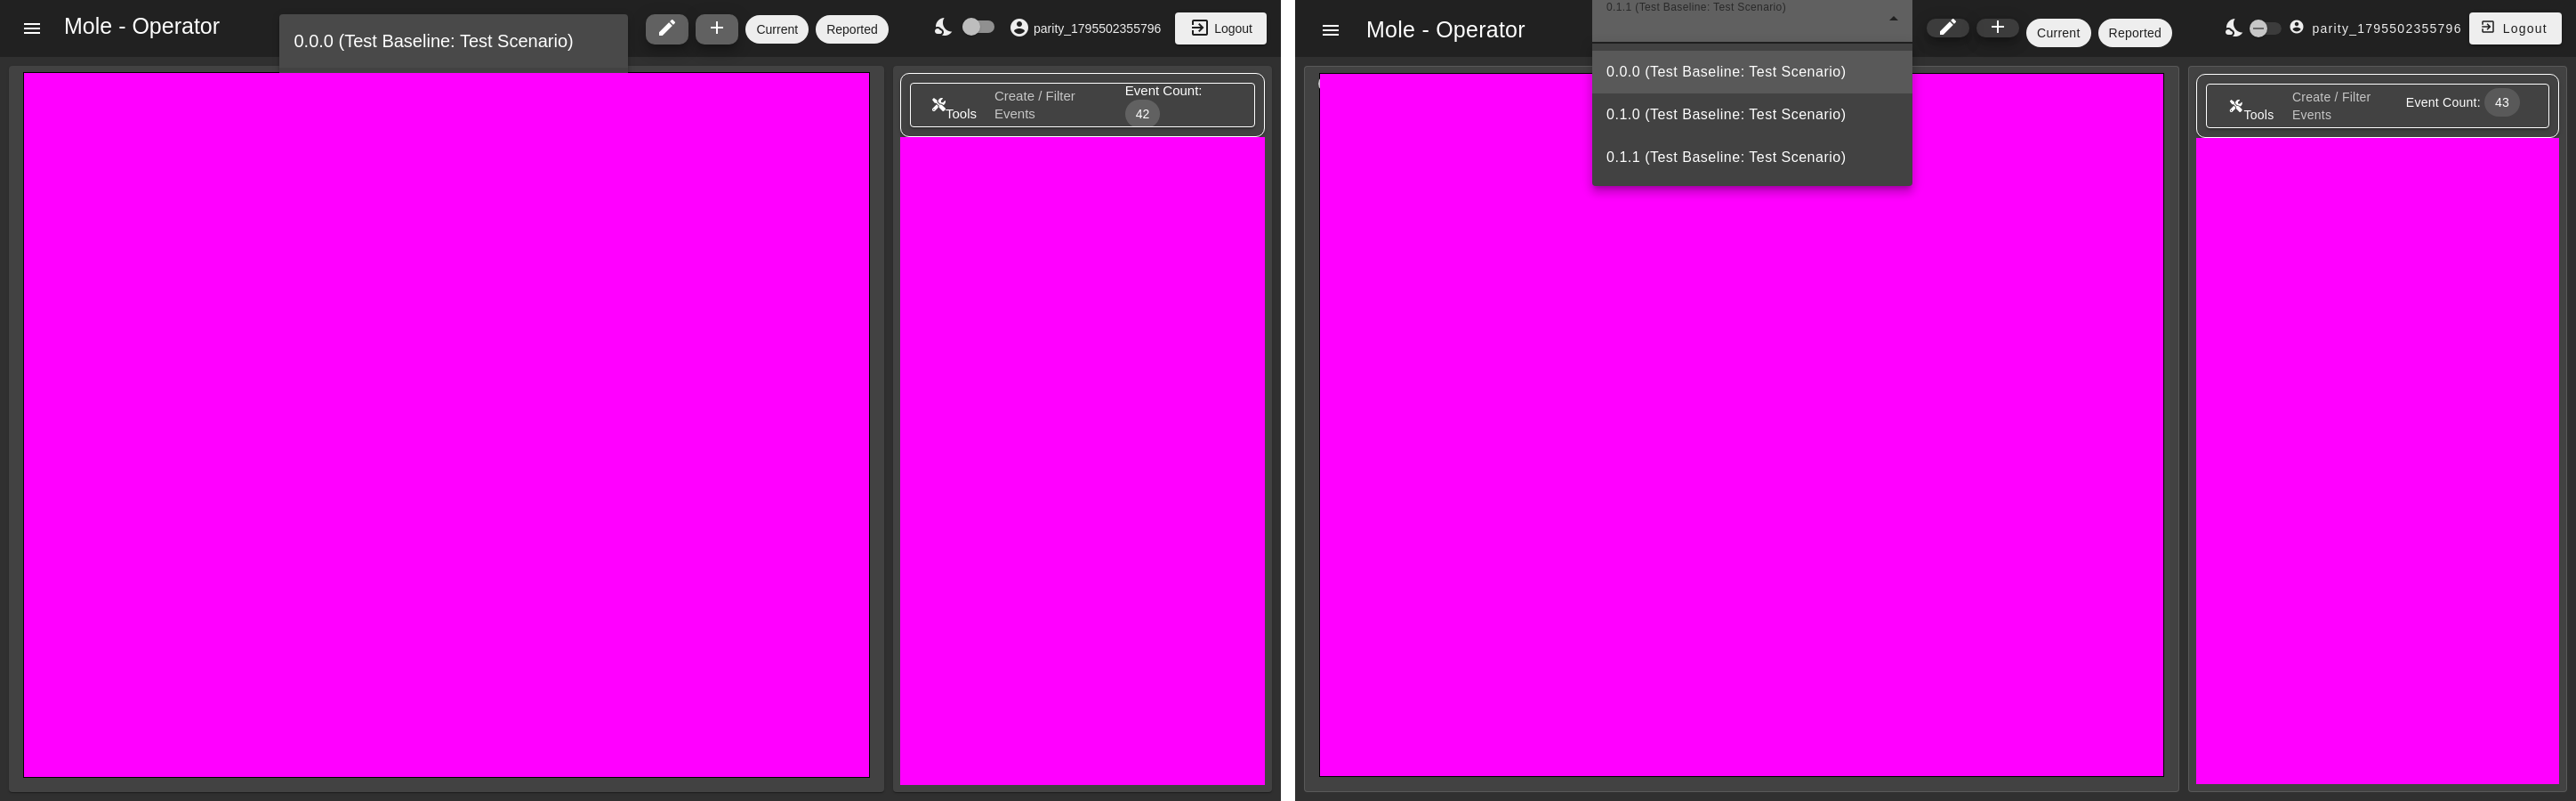 Mole - Operator
0.0.0 (Test Baseline: Test Scenario)
Current
Reported
parity_1795502355796
Logout
Tools
Create / Filter
Events
Event Count:
42
Mole - Operator
0.1.1 (Test Baseline: Test Scenario)
0.0.0 (Test Baseline: Test Scenario)
0.1.0 (Test Baseline: Test Scenario)
0.1.1 (Test Baseline: Test Scenario)
Current
Reported
parity_1795502355796
Logout
Tools
Create / Filter
Events
Event Count: 43